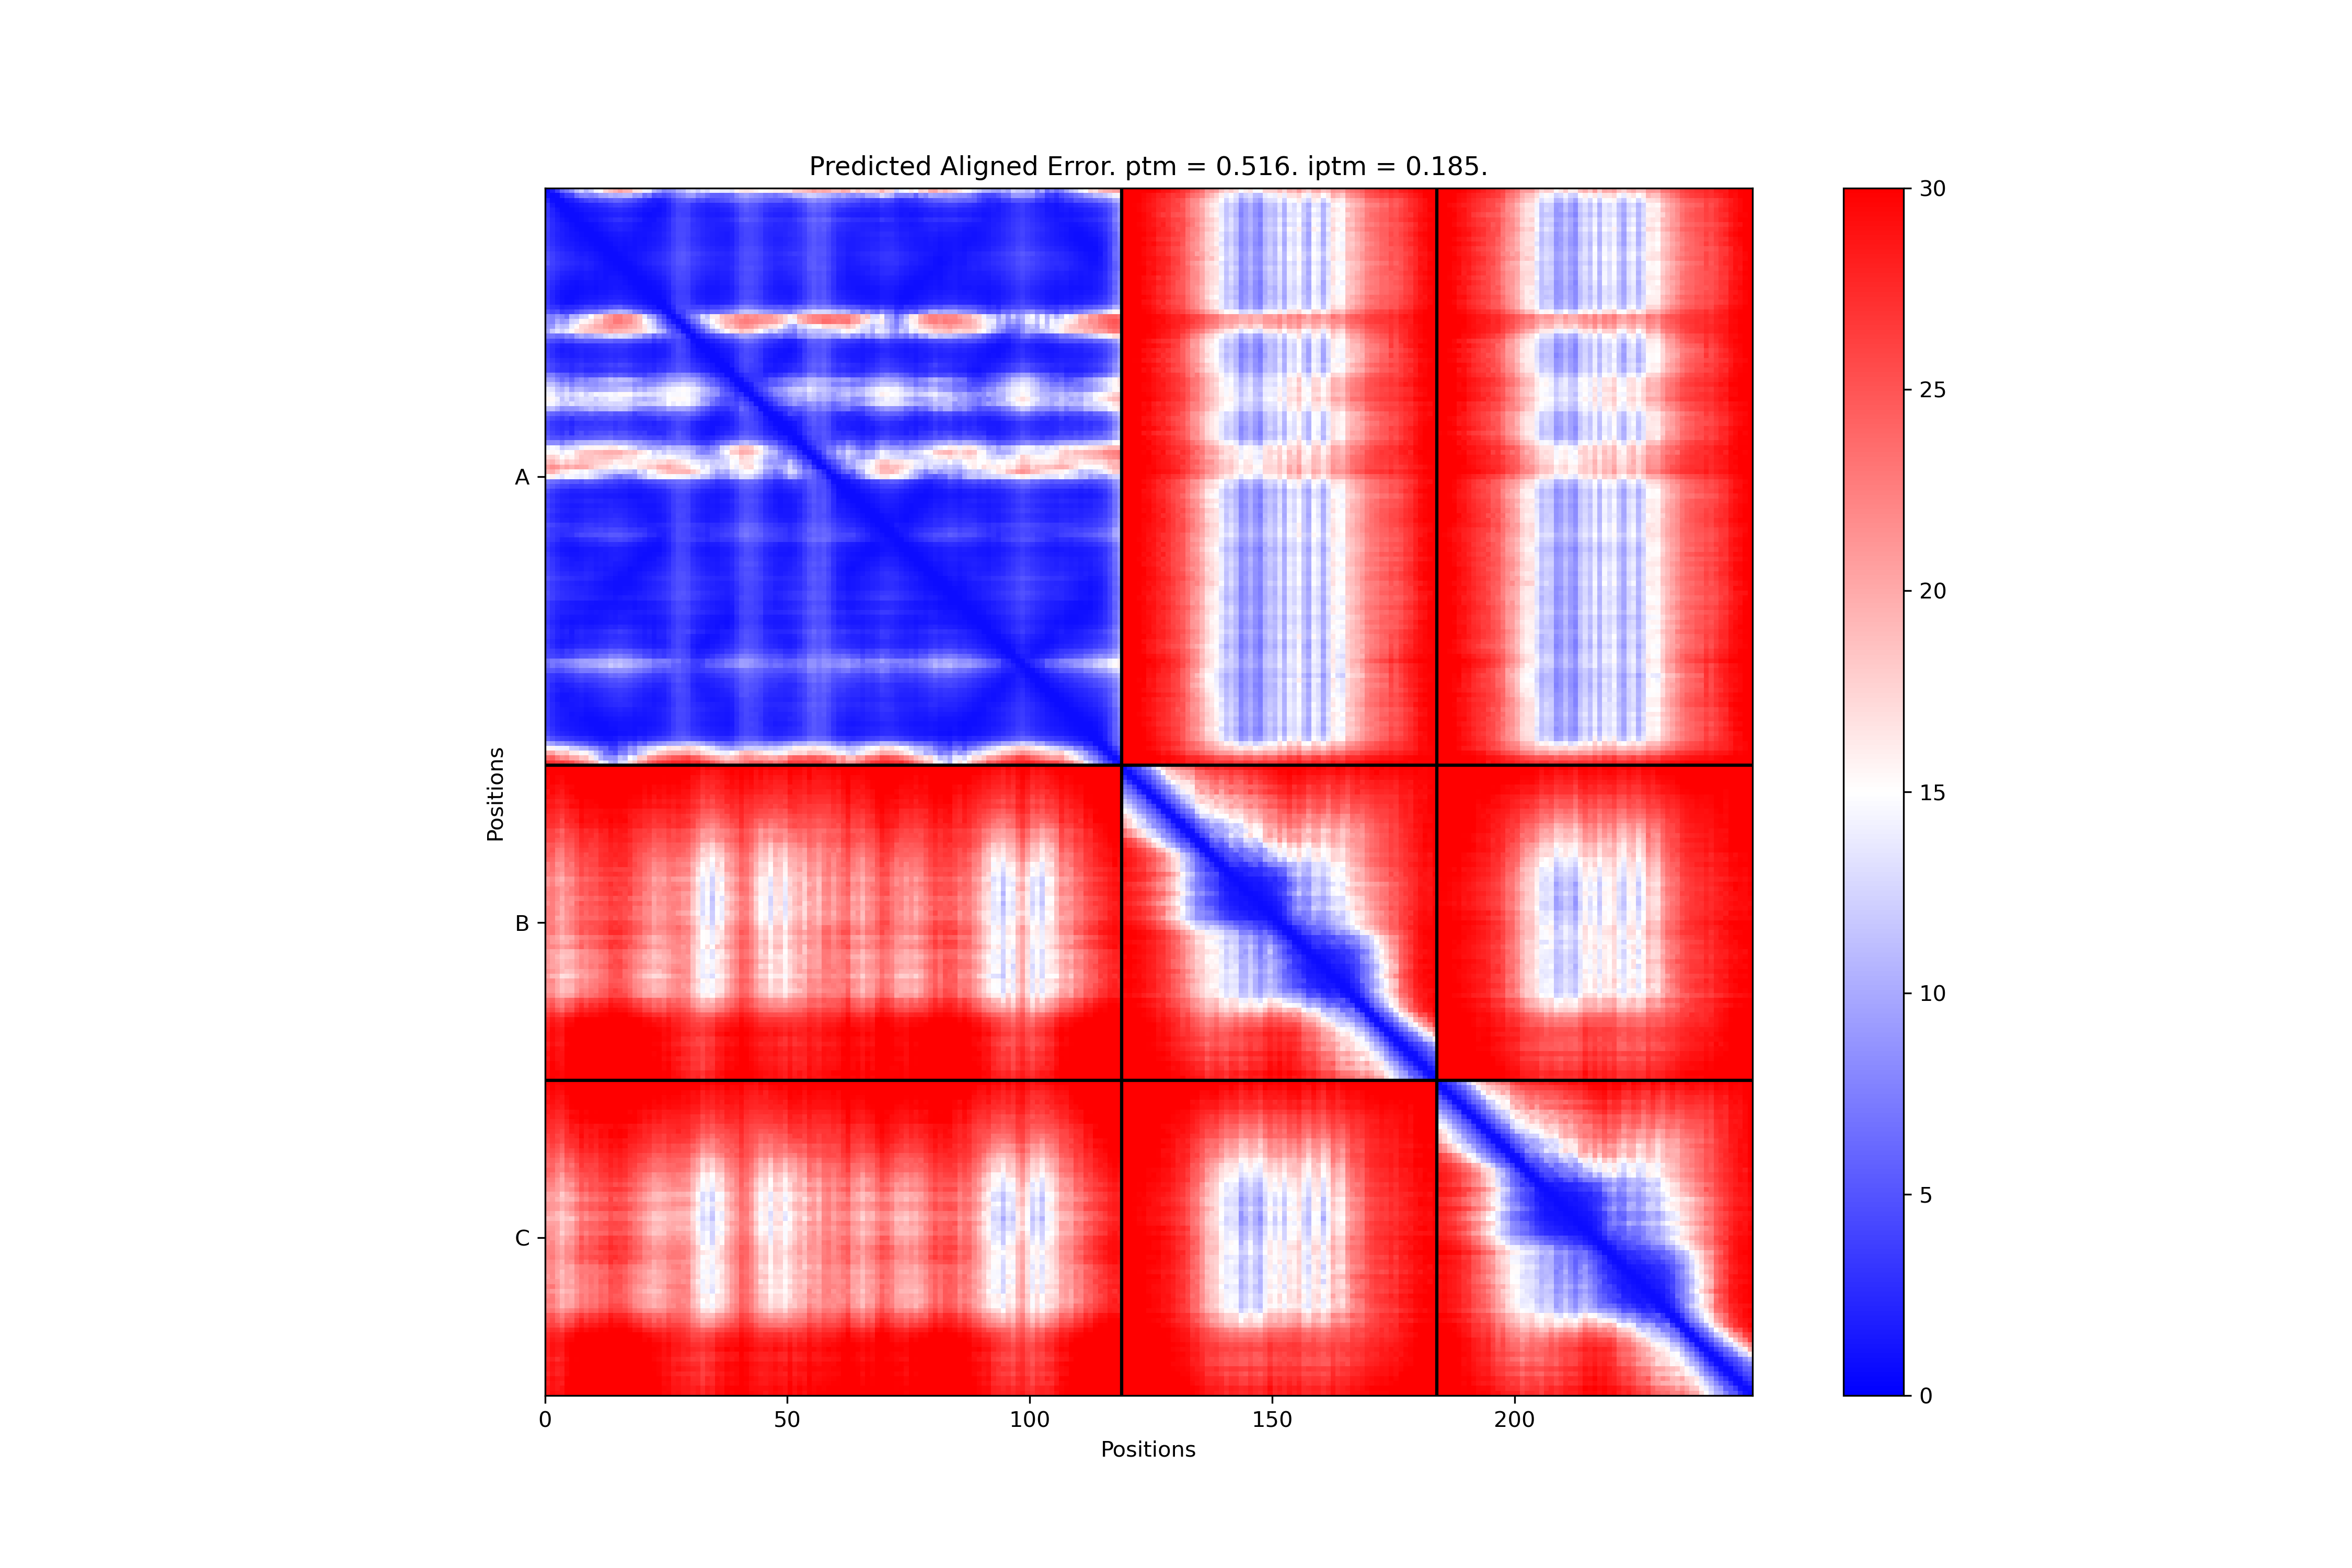 Predicted Aligned Error. ptm = 0.516. iptm = 0.185.
A
B
C
Positions
0
50
100
150
200
Positions
30
25
20
15
10
5
0